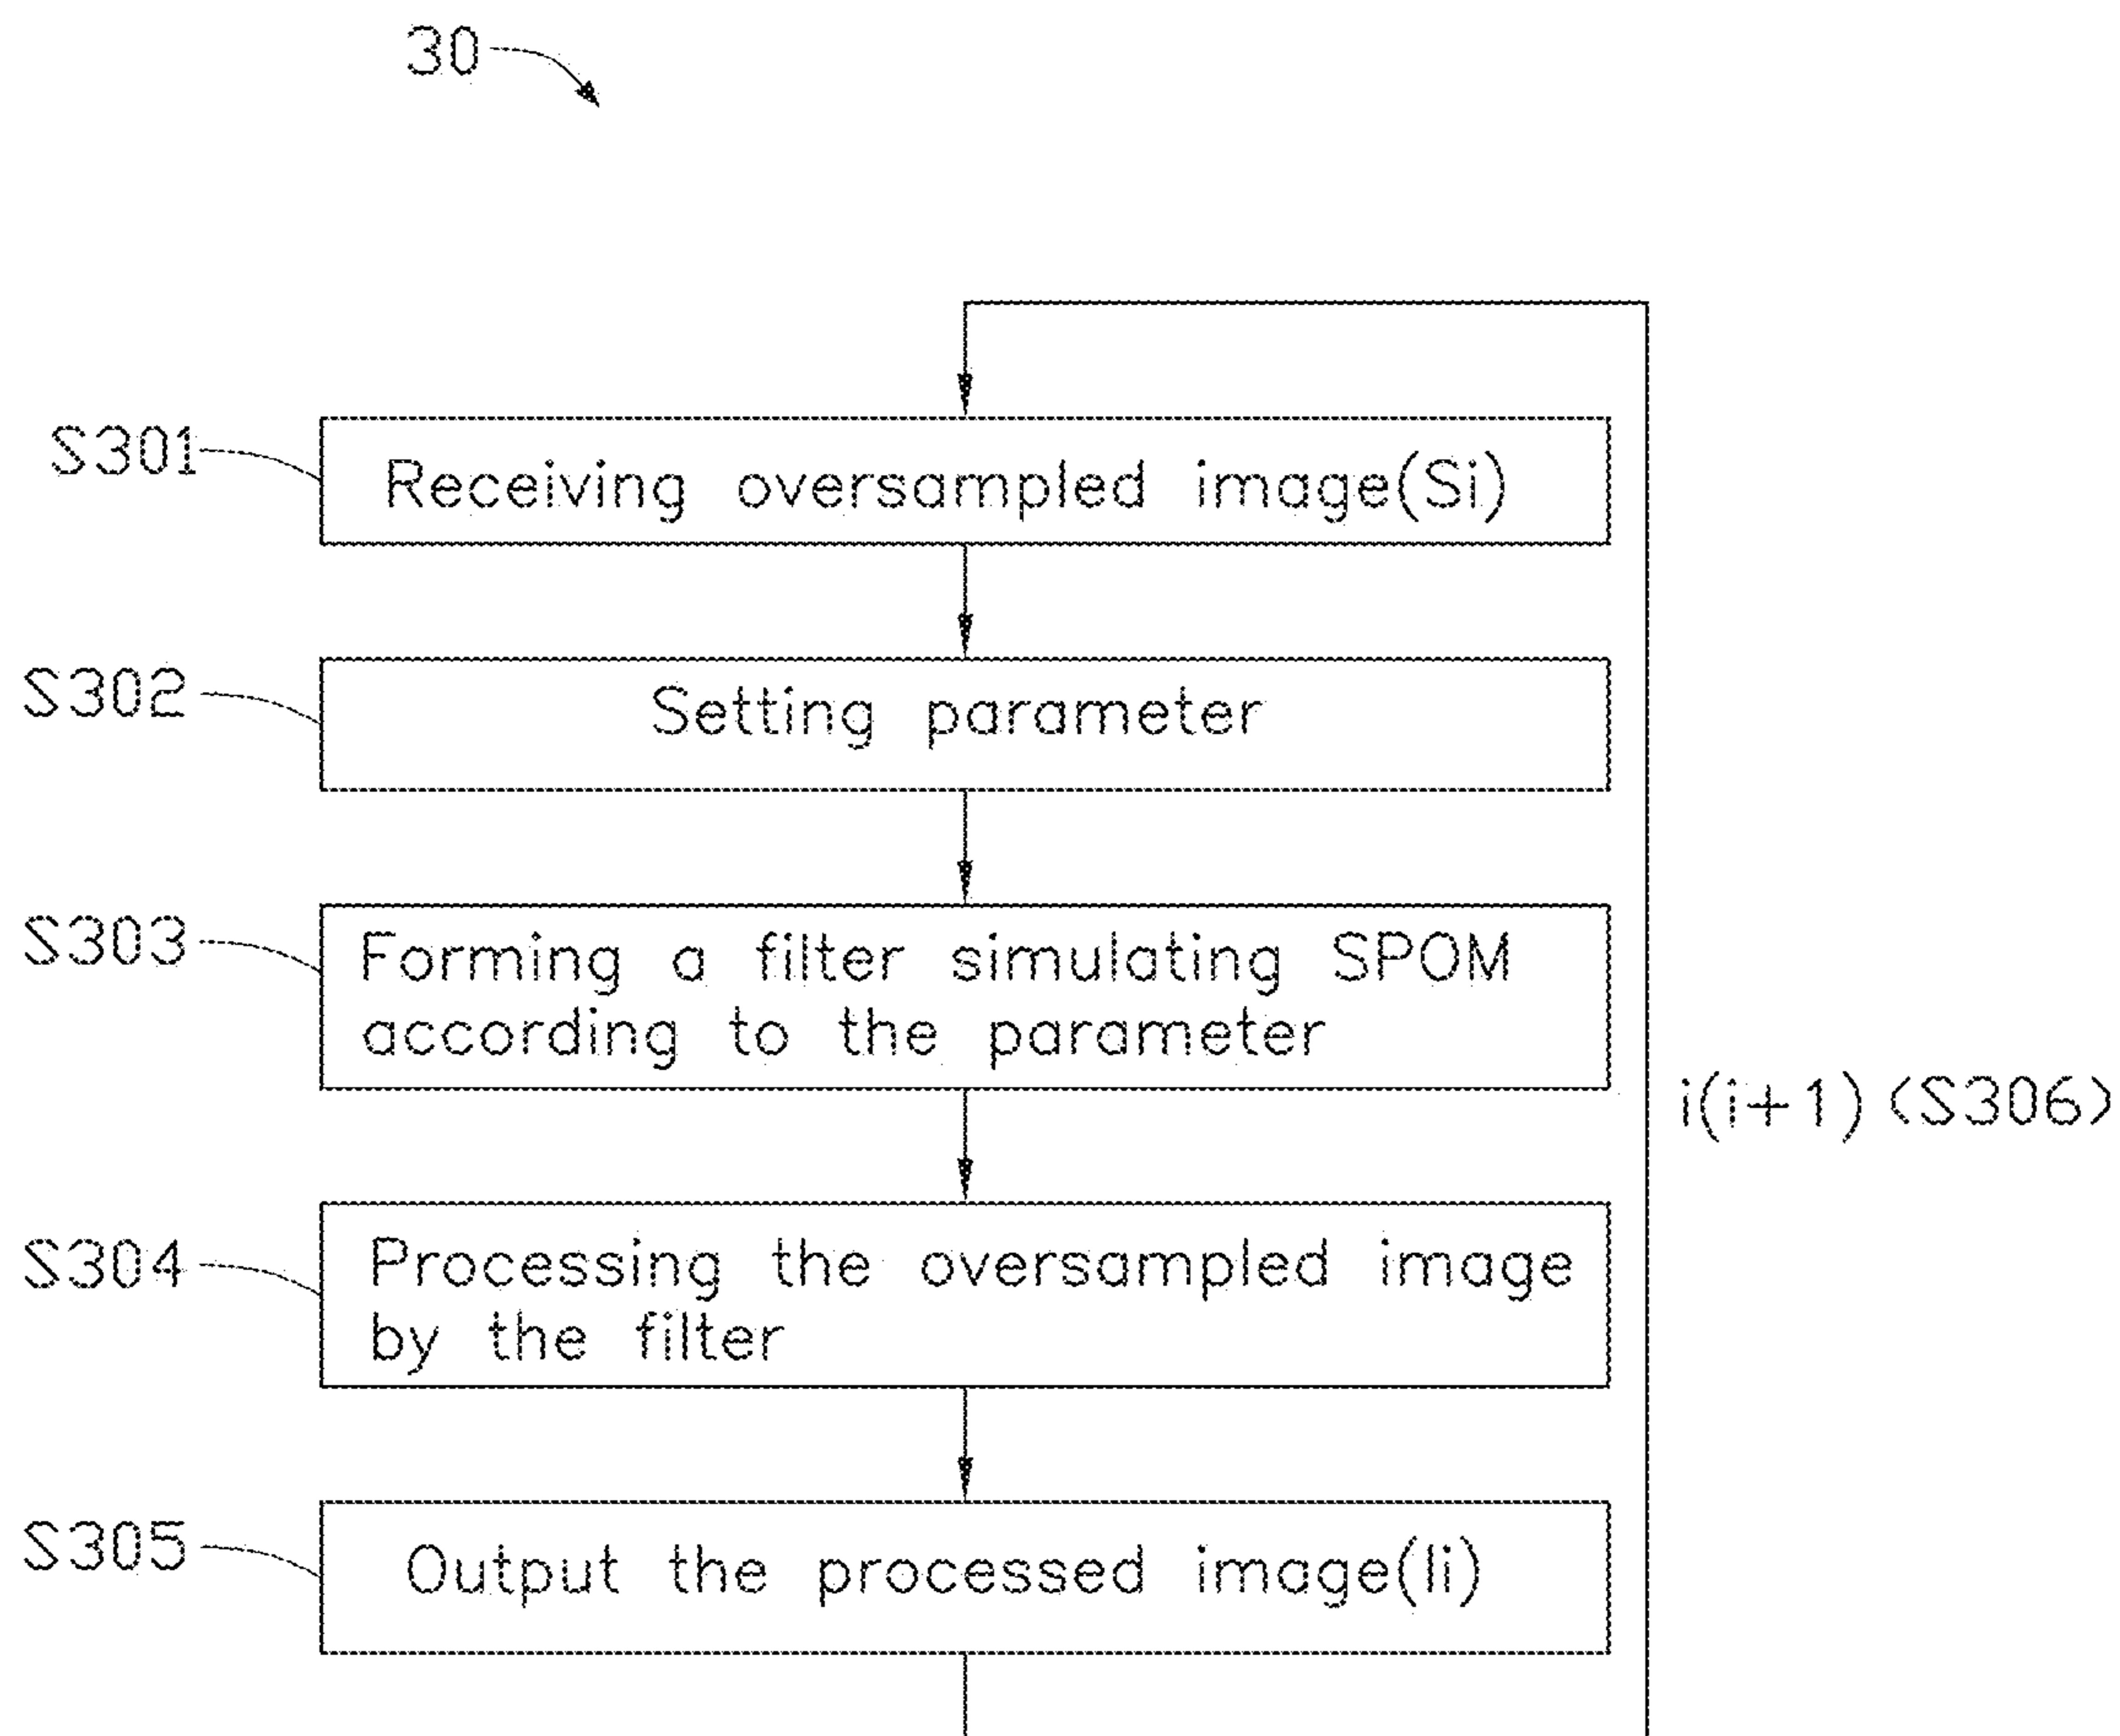 30
S301
Receiving oversampled image(Si)
S302
Setting parameter
S303
Forming a filter simulating SPOM
according to the parameter
i(i+1) (S306)
S304
Processing the oversampled image
by the filter
S305
Output the processed image(Ii)